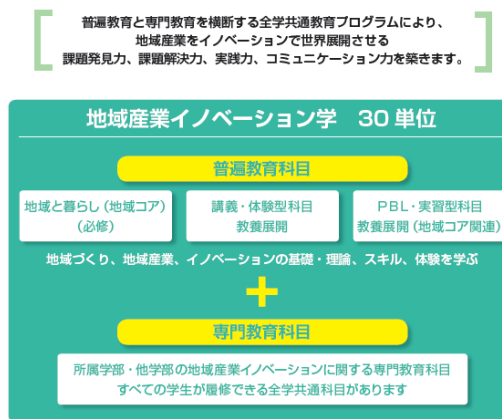 普遍教育と専門教育を横断する全学共通教育プログラムにより、
地域産業をイノベーションで世界展開させる
課題発見力、課題解決力、実践力、コミュニケーション力を築きます。
地域産業イノベーション学　30単位
普遍教育科目
地域と暮らし（地域コア）
（必修）
講義・体験型科目
教養展開
PBL・実習型科目
教養展開（地域コア関連）
地域づくり、地域産業、イノベーションの基礎・理論、スキル、体験を学ぶ
+
専門教育科目
所属学部・他学部の地域産業イノベーションに関する専門教育科目
すべての学生が履修できる全学共通科目があります